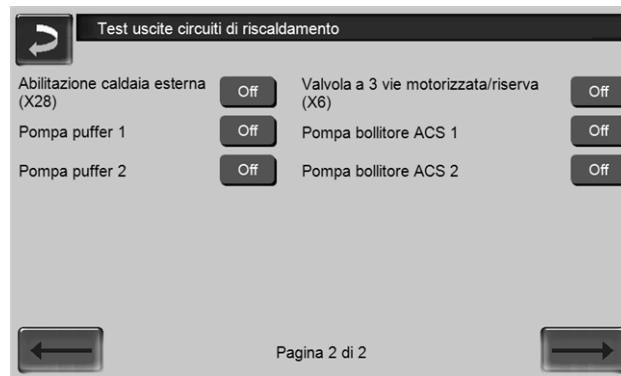 Test uscite circuiti di riscaldamento
Abilitazione caldaia esterna
(X28)
Off
Valvola a 3 vie motorizzata/riserva
(X6)
Off
Pompa puffer 1
Off
Pompa bollitore ACS 1
Off
Pompa puffer 2
Off
Pompa bollitore ACS 2
Off
Pagina 2 di 2